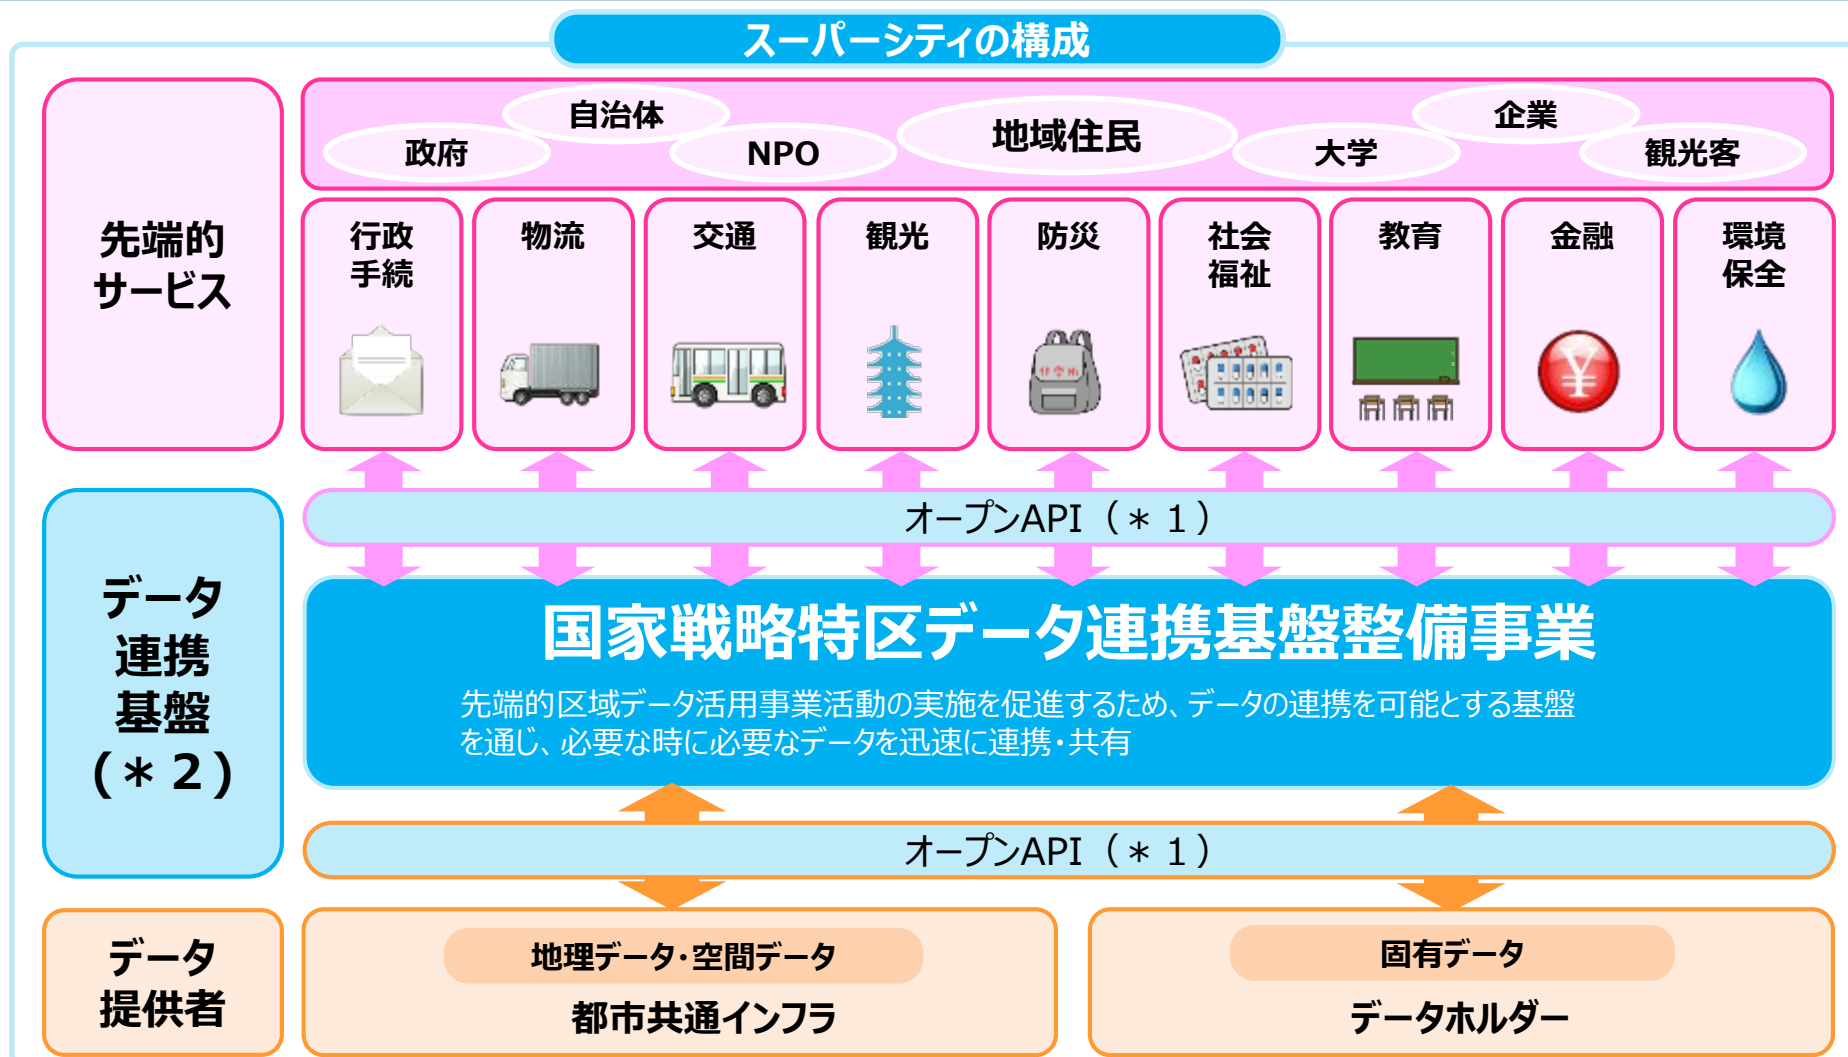 スーパーシティの構成
先端的
サービス
政府
自治体
NPO
地域住民
大学
企業
観光客
行政
手続
物流
交通
観光
防災
社会
福祉
教育
金融
環境
保全
データ
連携
基盤
(＊２)
オープンAPI（＊１）
国家戦略特区データ連携基盤整備事業
先端的区域データ活用事業活動の実施を促進するため、データの連携を可能とする基盤
を通じ、必要な時に必要なデータを迅速に連携・共有
オープンAPI（＊１）
データ
提供者
地理データ・空間データ
都市共通インフラ
固有データ
データホルダー